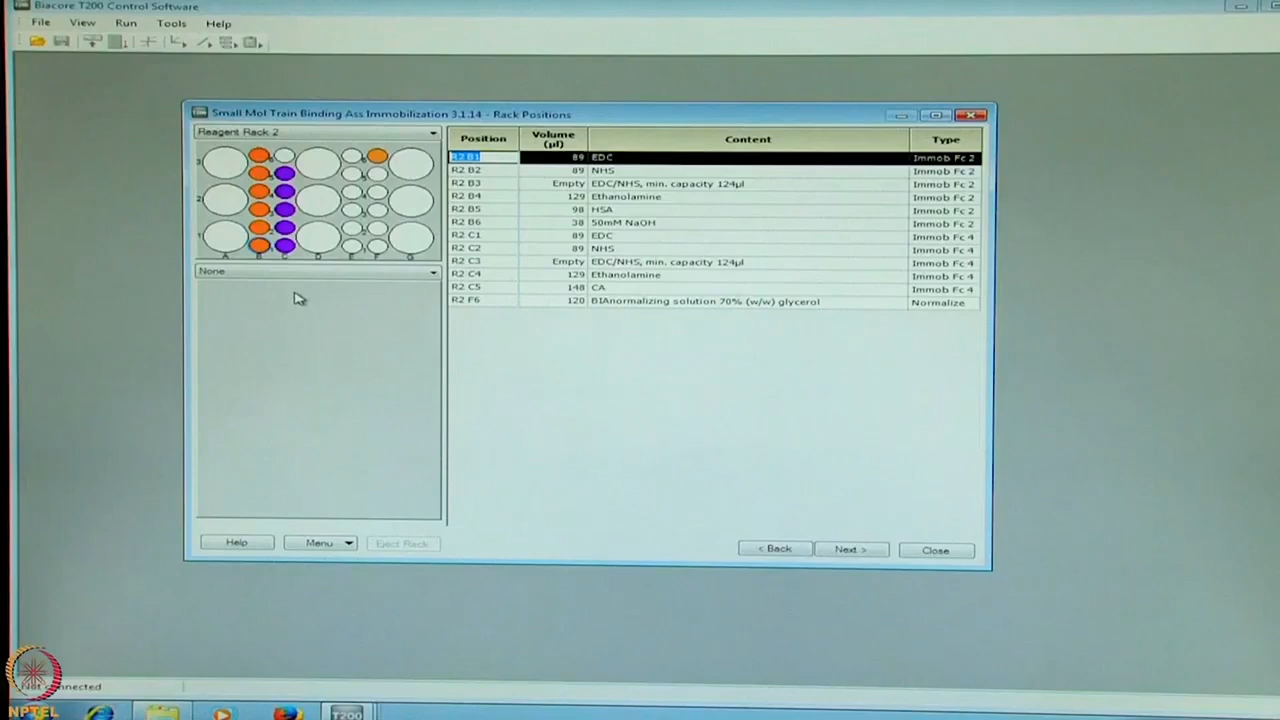 Biacore T200 Control Software
File View Run Tools Help
Small Mol Train Binding Ass Immobilization 3.1.14 - Rack Positions
Reagent Rack 2
3
2
1
A B C D E F G
None
Position Volume (µl) Content Type
R2 B1 89 EDC Immob Fc 2
R2 B2 89 NHS Immob Fc 2
R2 B3 Empty EDC/NHS, min. capacity 124µl Immob Fc 2
R2 B4 129 Ethanolamine Immob Fc 2
R2 B5 98 HSA Immob Fc 2
R2 B6 38 50mM NaOH Immob Fc 2
R2 C1 89 EDC Immob Fc 4
R2 C2 89 NHS Immob Fc 4
R2 C3 Empty EDC/NHS, min. capacity 124µl Immob Fc 4
R2 C4 129 Ethanolamine Immob Fc 4
R2 C5 148 CA Immob Fc 4
R2 F6 120 BIAnormalizing solution 70% (w/w) glycerol Normalize
Help Menu Eject Rack < Back Next > Close
Not connected
NPTEL T200